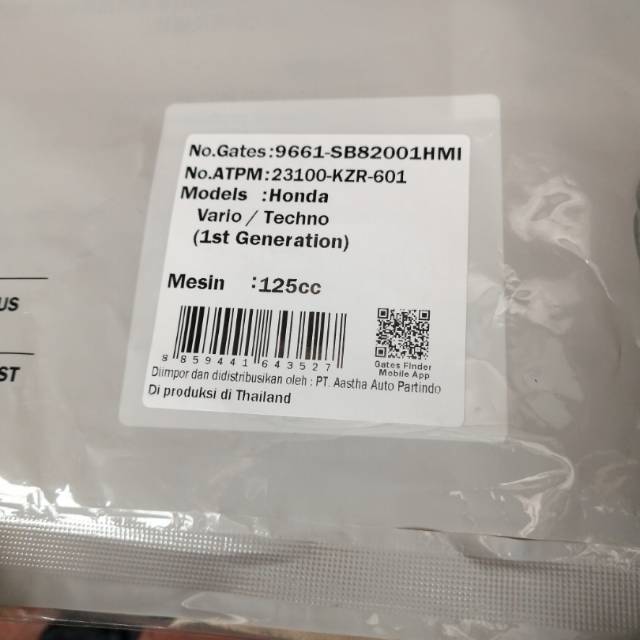 No.Gates:9661-SB82001HMI
No.ATPM:23100-KZR-601
Models :Honda
Vario / Techno
(1st Generation)
Mesin :125cc
8 859441 643527
Gates Finder
Mobile App
Diimpor dan didistribusikan oleh : PT. Aastha Auto Partindo
Di produksi di Thailand
US
ST